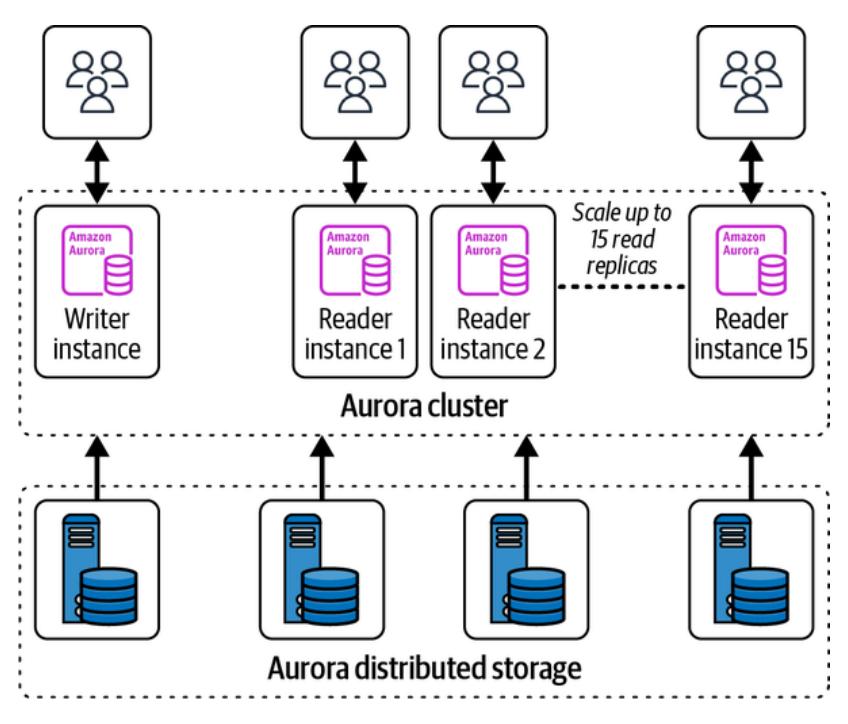 Amazon
Aurora
Writer
instance
Amazon
Aurora
Reader
instance 1
Amazon
Aurora
Reader
instance 2
Scale up to
15 read
replicas
Amazon
Aurora
Reader
instance 15
Aurora cluster
Aurora distributed storage